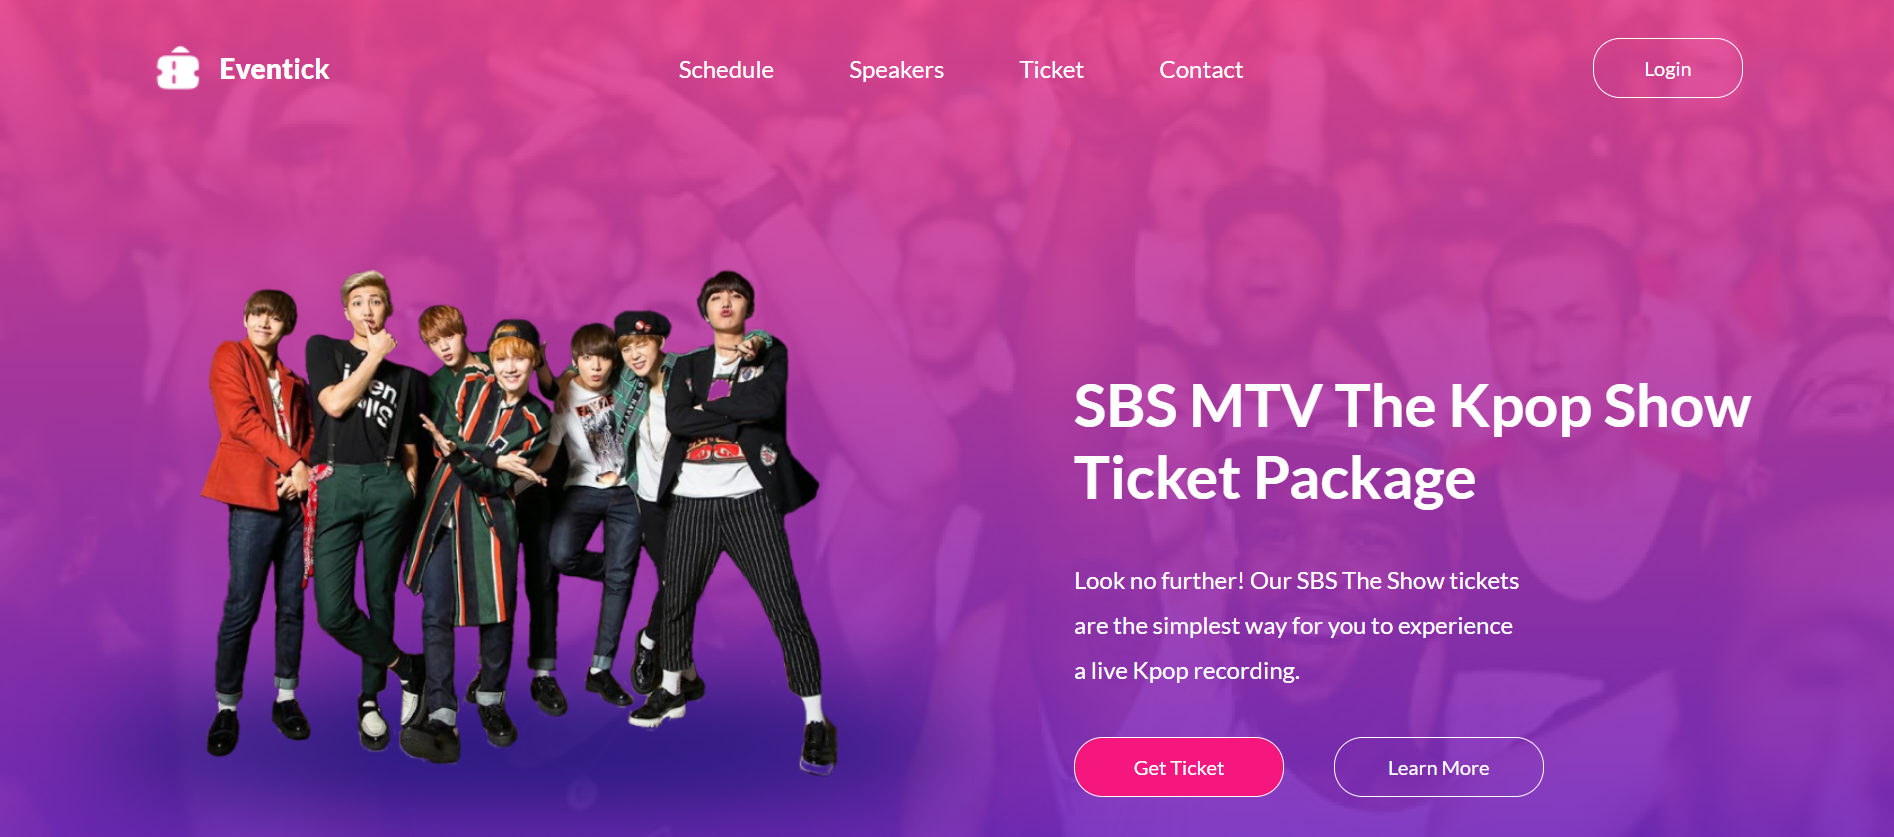 Eventick
Schedule
Speakers
Ticket
Contact
Login
SBS MTV The Kpop Show
Ticket Package
Look no further! Our SBS The Show tickets
are the simplest way for you to experience
a live Kpop recording.
Get Ticket
Learn More